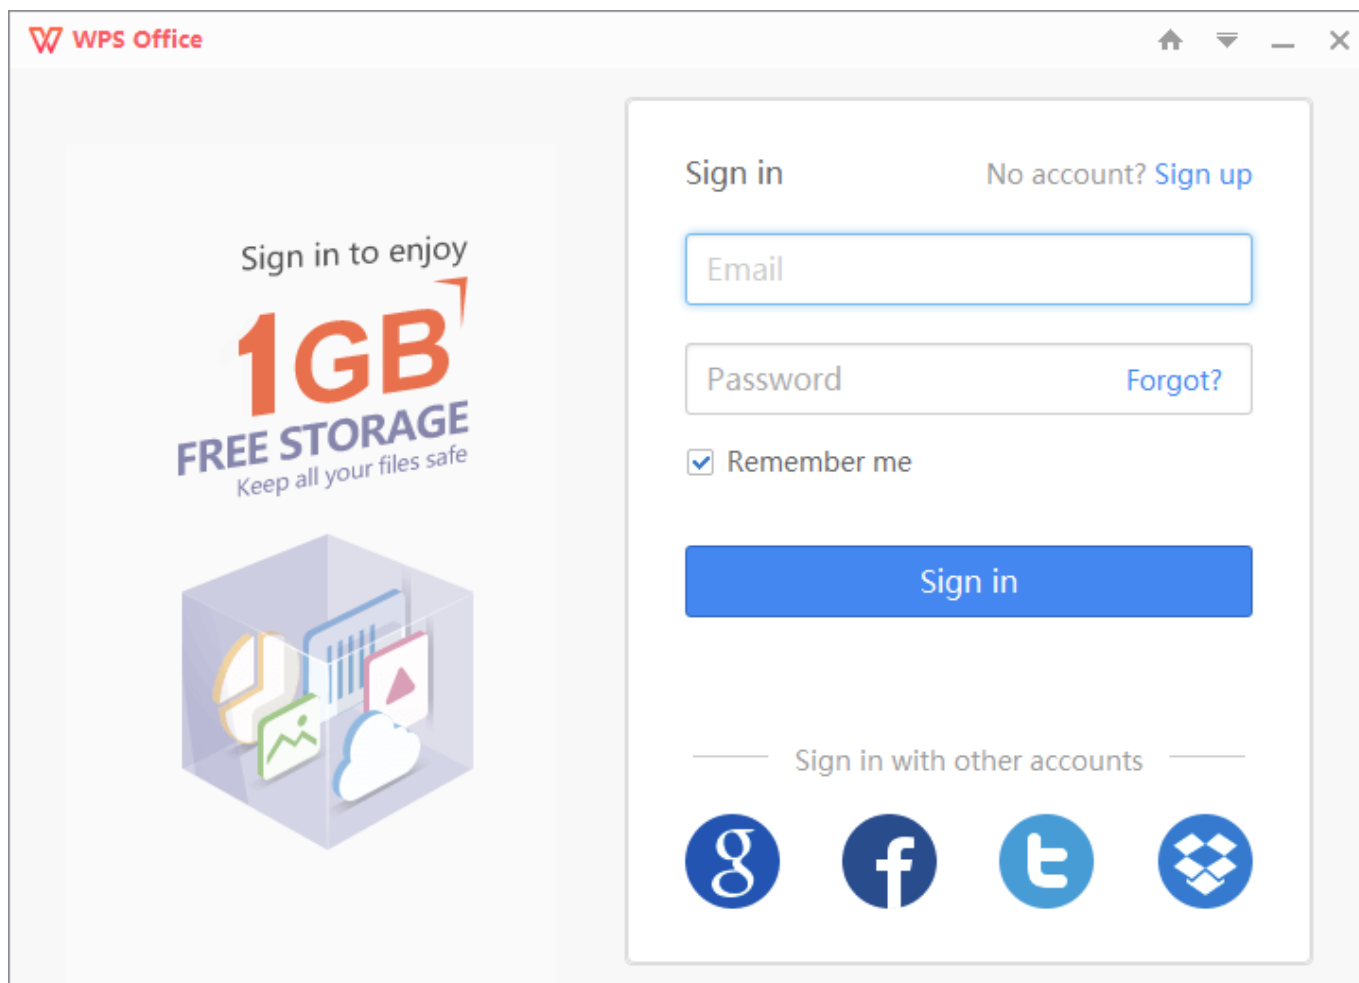 WPS Office
Sign in to enjoy
1GB
FREE STORAGE
Keep all your files safe
Sign in
No account? Sign up
Email
Password
Forgot?
Remember me
Sign in
Sign in with other accounts